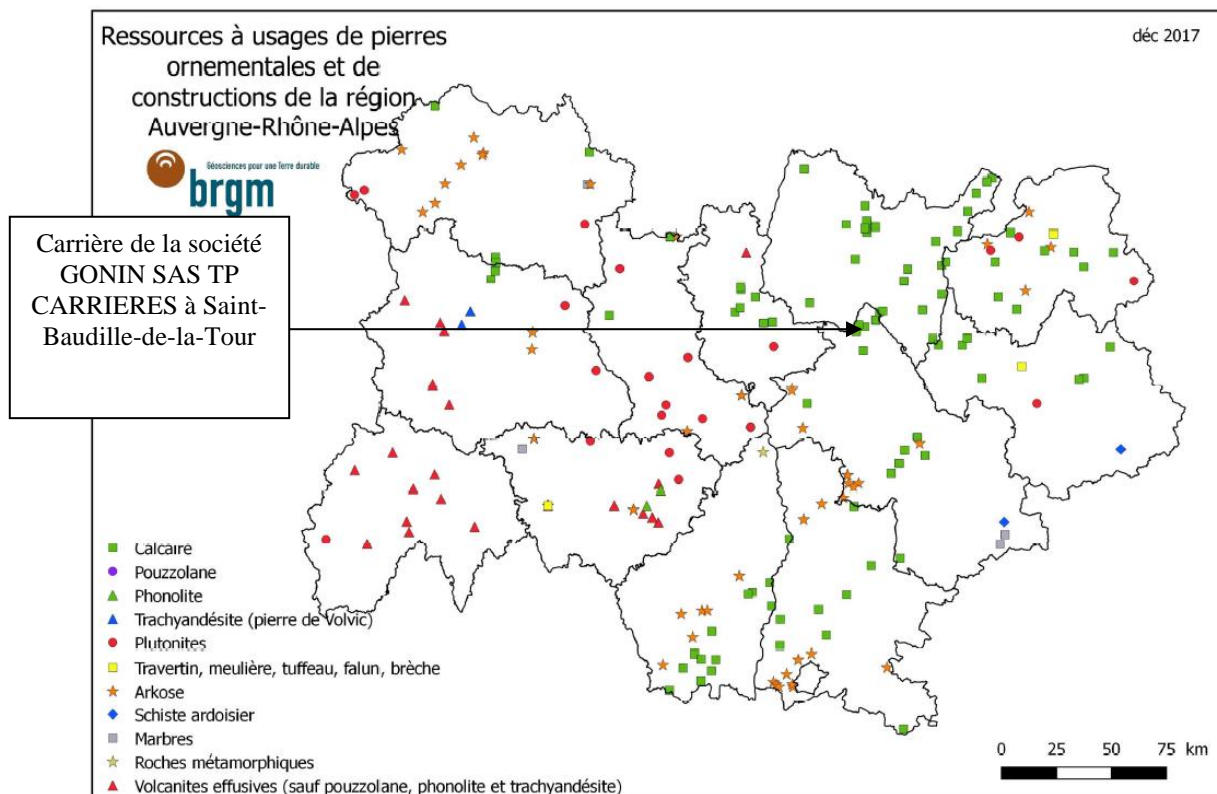 Ressources à usages de pierres
ornementales et de
constructions de la région
Auvergne-Rhône-Alpes
déc 2017
Géosciences pour une Terre durable
brgm
Carrière de la société
GONIN SAS TP
CARRIERES à Saint-
Baudille-de-la-Tour
Calcaire
Pouzzolane
Phonolite
Trachyandésite (pierre de Volvic)
Plutonites
Travertin, meulière, tuffeau, falun, brèche
Arkose
Schiste ardoisier
Marbres
Roches métamorphiques
Volcanites effusives (sauf pouzzolane, phonolite et trachyandésite)
0 25 50 75 km